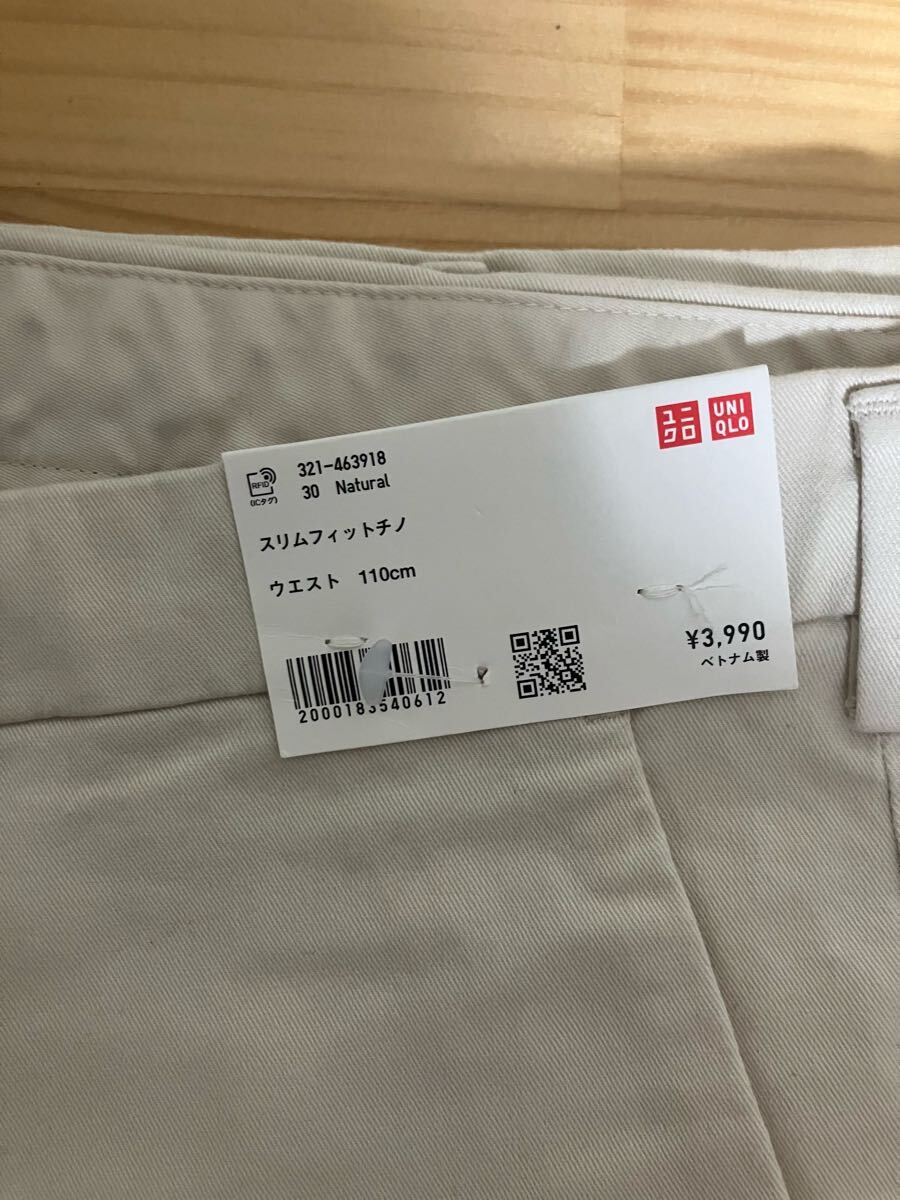 ユニ
クロ
UNI
QLO
RFID
(ICタグ)
321-463918
30 Natural
スリムフィットチノ
ウエスト 110cm
¥3,990
ベトナム製
2000183540612